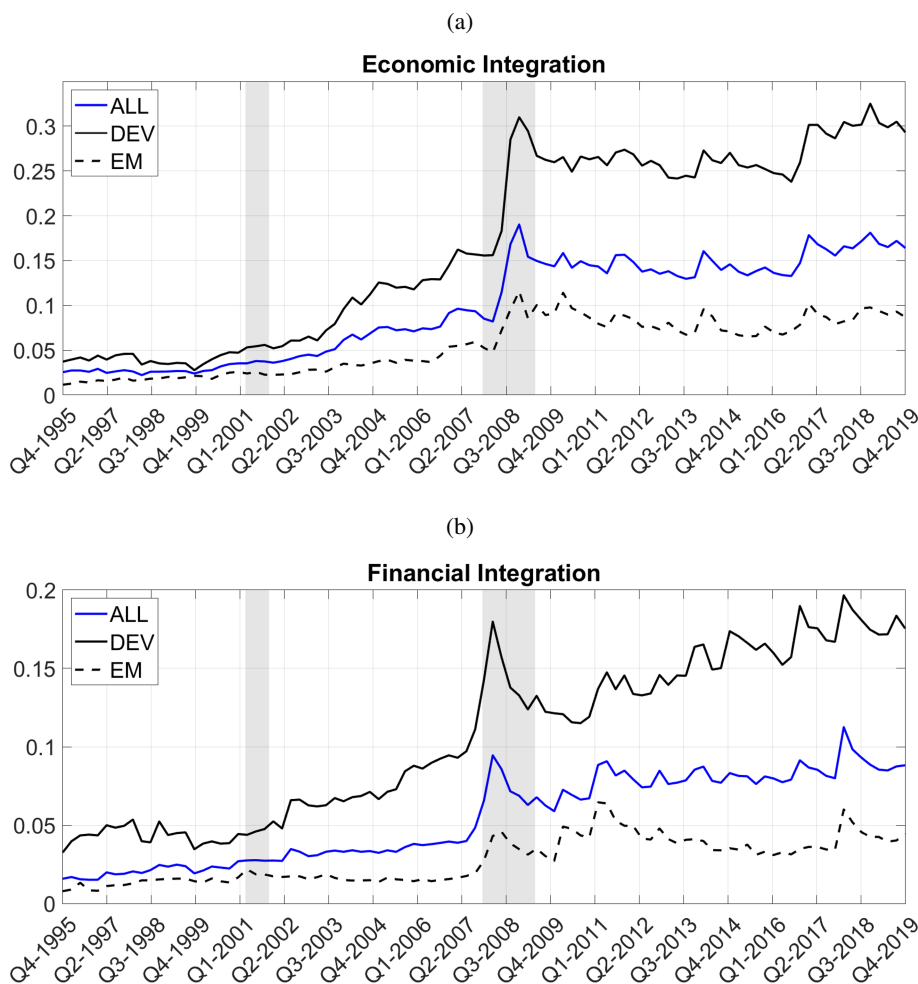 (a)
Economic Integration
ALL
DEV
EM
0.3
0.25
0.2
0.15
0.1
0.05
0
Q4-1995
Q2-1997
Q3-1998
Q4-1999
Q1-2001
Q2-2002
Q3-2003
Q4-2004
Q1-2006
Q2-2007
Q3-2008
Q4-2009
Q1-2011
Q2-2012
Q3-2013
Q4-2014
Q1-2016
Q2-2017
Q3-2018
Q4-2019
(b)
Financial Integration
ALL
DEV
EM
0.2
0.15
0.1
0.05
0
Q4-1995
Q2-1997
Q3-1998
Q4-1999
Q1-2001
Q2-2002
Q3-2003
Q4-2004
Q1-2006
Q2-2007
Q3-2008
Q4-2009
Q1-2011
Q2-2012
Q3-2013
Q4-2014
Q1-2016
Q2-2017
Q3-2018
Q4-2019